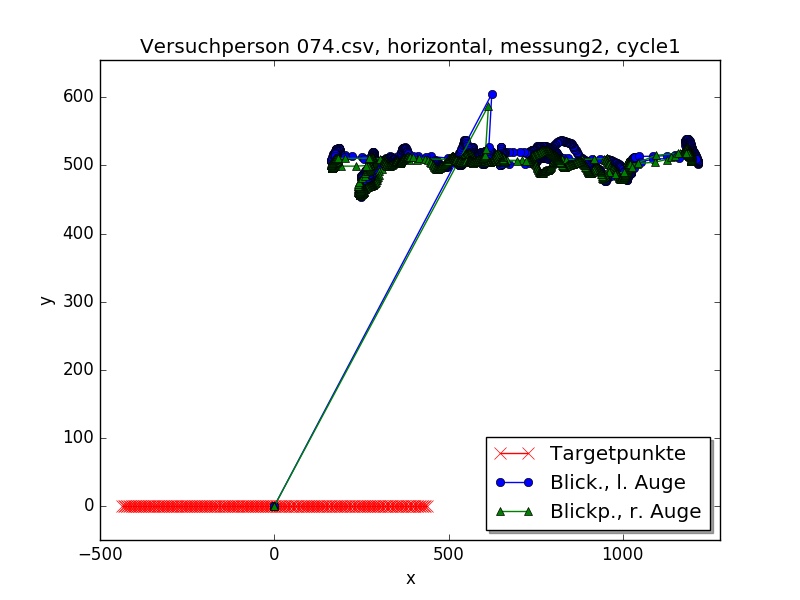 Versuchperson 074.csv, horizontal, messung2, cycle1
600
500
400
300
200
100
0
y
−500
0
500
1000
x
Targetpunkte
Blick., l. Auge
Blickp., r. Auge